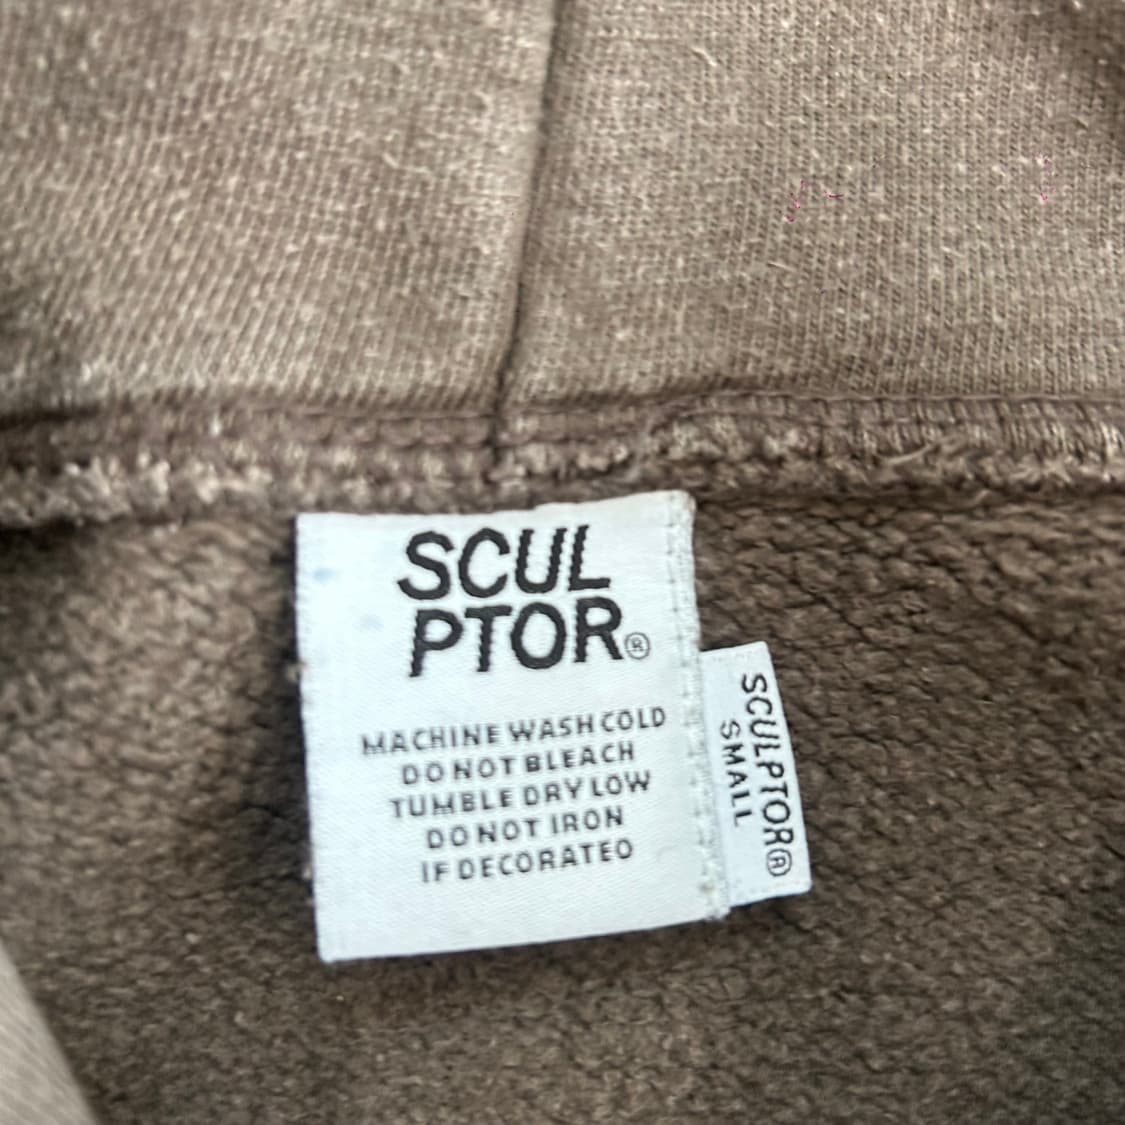 SCUL
PTOR®
MACHINE WASH COLD
DO NOT BLEACH
TUMBLE DRY LOW
DO NOT IRON
IF DECORATED
SCULPTOR®
SMALL